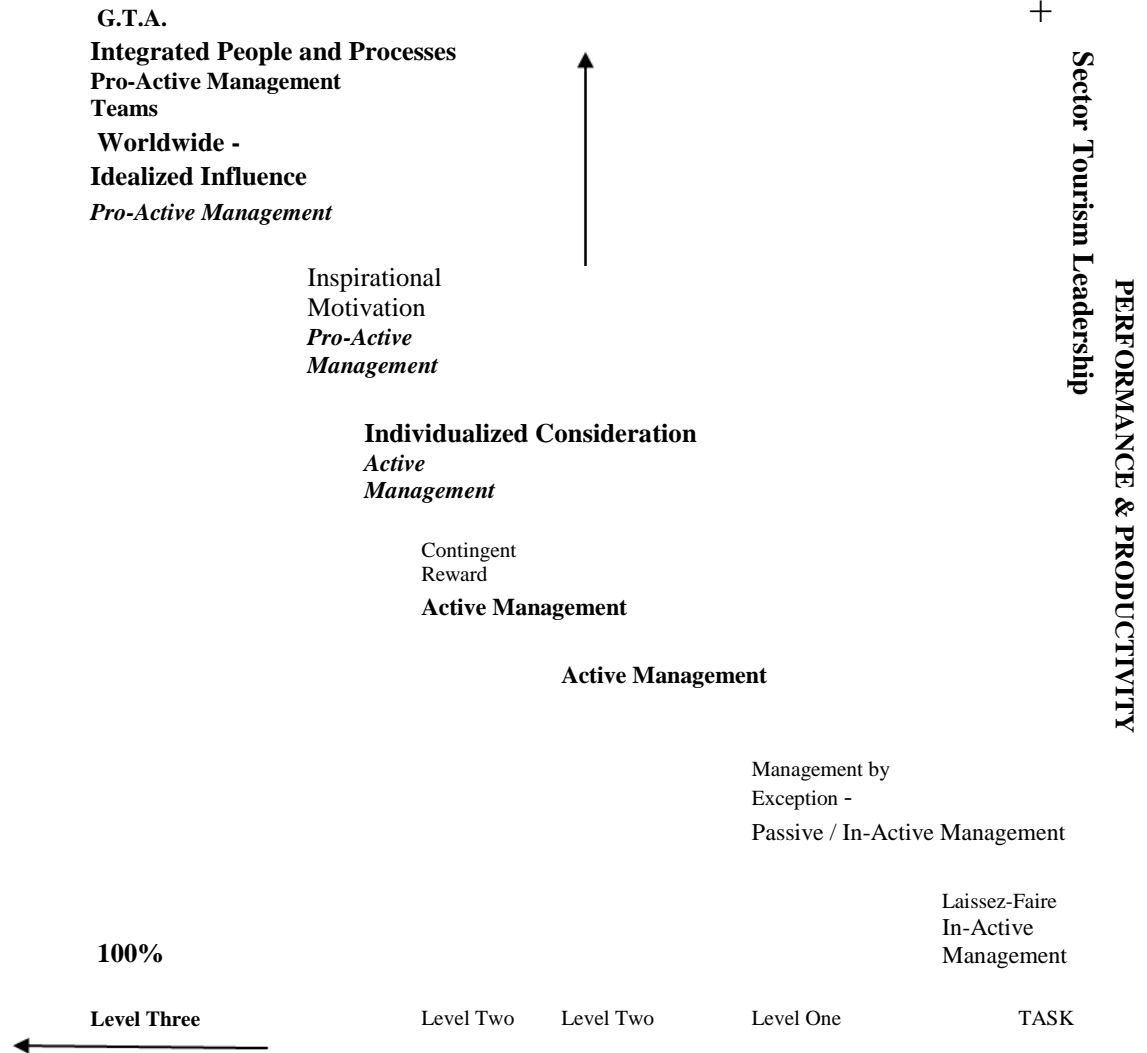 G.T.A.
+
Integrated People and Processes
Pro-Active Management
Teams
Worldwide -
Idealized Influence
Pro-Active Management
Sector Tourism Leadership
PERFORMANCE & PRODUCTIVITY
Inspirational
Motivation
Pro-Active
Management
Individualized Consideration
Active
Management
Contingent
Reward
Active Management
Active Management
Management by
Exception -
Passive / In-Active Management
Laissez-Faire
In-Active
Management
100%
Level Three Level Two Level Two Level One TASK